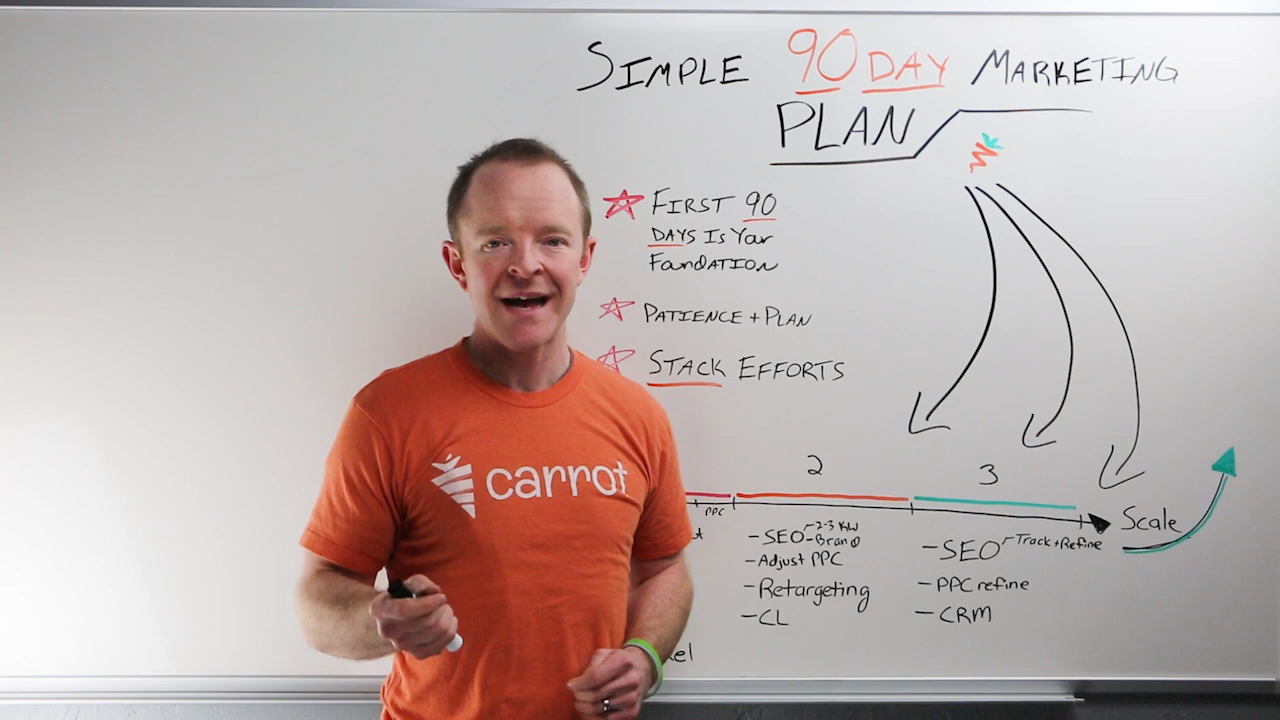 SIMPLE 90 DAY MARKETING
PLAN
FIRST 90
DAYS IS YOUR
FOUNDATION
PATIENCE + PLAN
STACK EFFORTS
carrot
2
3
PPC
Scale
- SEO
2-3 KW
- Brand
- Adjust PPC
- Retargeting
- CL
- SEO
Track + Refine
- PPC refine
- CRM